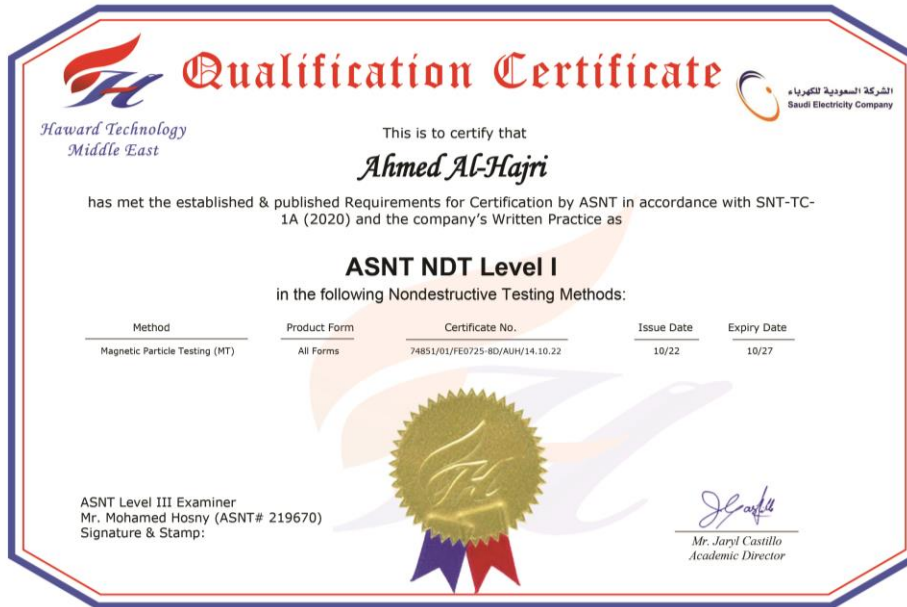 Qualification Certificate
Haward Technology
Middle East
الشركة السعودية للكهرباء
Saudi Electricity Company
This is to certify that
Ahmed Al-Hajri
has met the established & published Requirements for Certification by ASNT in accordance with SNT-TC-
1A (2020) and the company's Written Practice as
ASNT NDT Level I
in the following Nondestructive Testing Methods:
Method Product Form Certificate No. Issue Date Expiry Date
Magnetic Particle Testing (MT) All Forms 74851/01/FE0725-8D/AUH/14.10.22 10/22 10/27
ASNT Level III Examiner
Mr. Mohamed Hosny (ASNT# 219670)
Signature & Stamp:
Mr. Jaryl Castillo
Academic Director